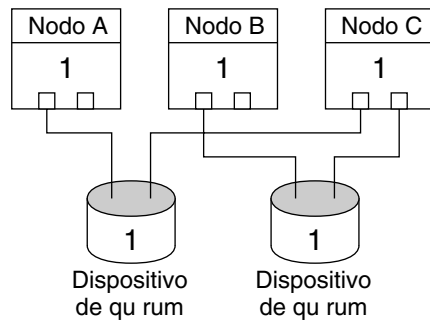 Nodo A
Nodo B
Nodo C
1
1
1
1
1
Dispositivo
de qu rum
Dispositivo
de qu rum